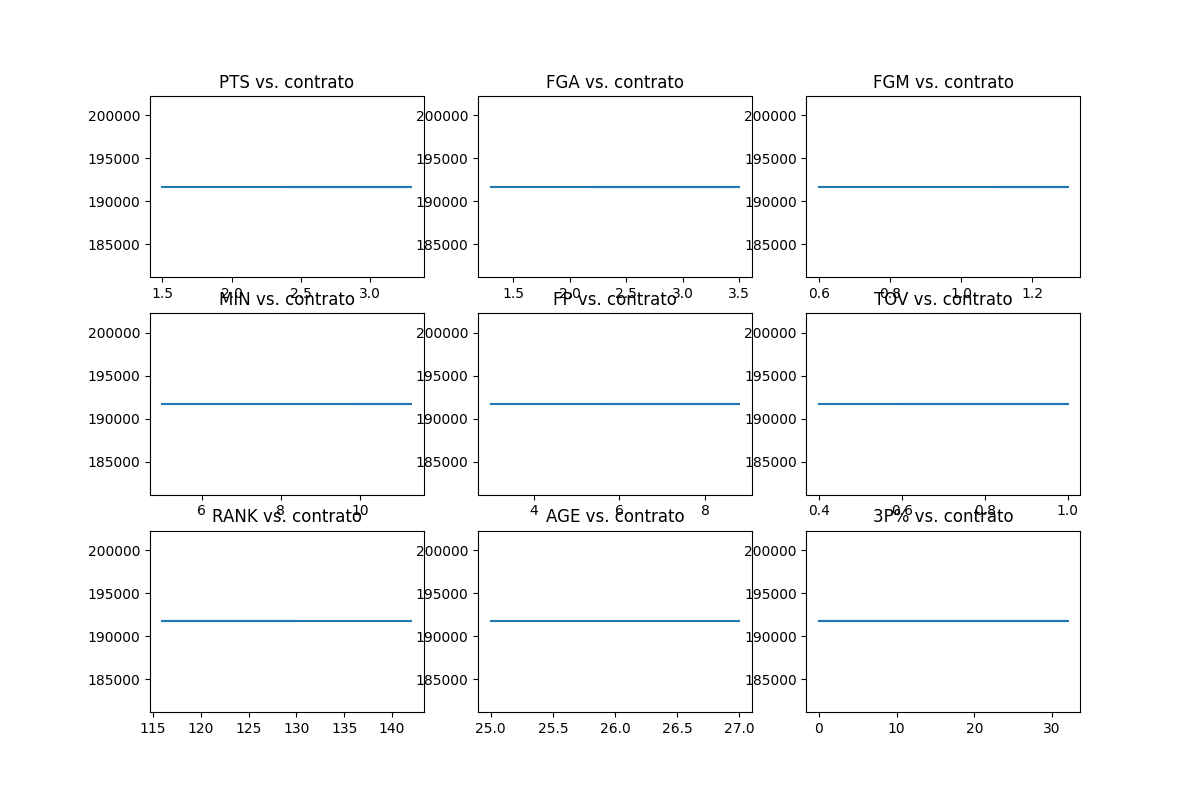 PTS vs. contrato
FGA vs. contrato
FGM vs. contrato
200000
195000
190000
185000
200000
195000
190000
185000
200000
195000
190000
185000
1.5 2.0 2.5 3.0
1.5 2.0 2.5 3.0 3.5
0.6 0.8 1.0 1.2
MIN vs. contrato
FP vs. contrato
TOV vs. contrato
200000
195000
190000
185000
200000
195000
190000
185000
200000
195000
190000
185000
6 8 10
4 6 8
0.4 0.6 0.8 1.0
RANK vs. contrato
AGE vs. contrato
3P% vs. contrato
200000
195000
190000
185000
200000
195000
190000
185000
200000
195000
190000
185000
115 120 125 130 135 140
25.0 25.5 26.0 26.5 27.0
0 10 20 30